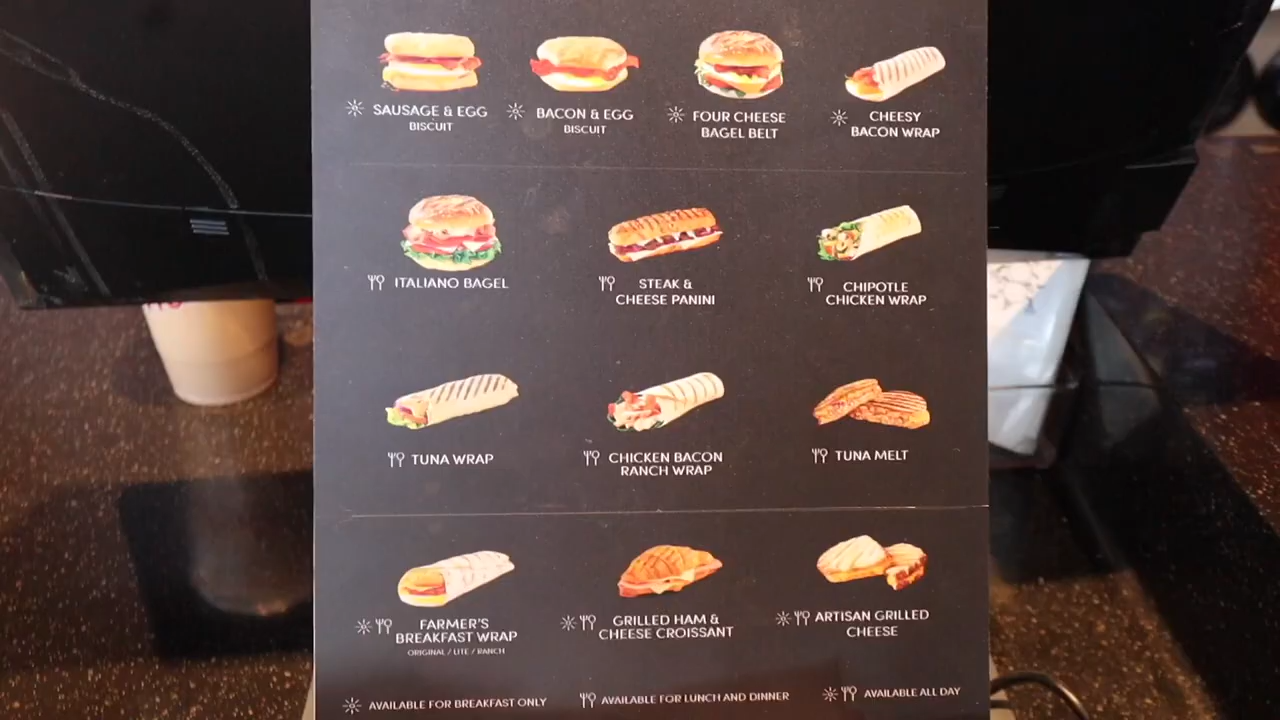 SAUSAGE & EGG
BISCUIT
BACON & EGG
BISCUIT
FOUR CHEESE
BAGEL BELT
CHEESY
BACON WRAP
ITALIANO BAGEL
STEAK &
CHEESE PANINI
CHIPOTLE
CHICKEN WRAP
TUNA WRAP
CHICKEN BACON
RANCH WRAP
TUNA MELT
FARMER'S
BREAKFAST WRAP
ORIGINAL / LITE / RANCH
GRILLED HAM &
CHEESE CROISSANT
ARTISAN GRILLED
CHEESE
AVAILABLE FOR BREAKFAST ONLY
AVAILABLE FOR LUNCH AND DINNER
AVAILABLE ALL DAY